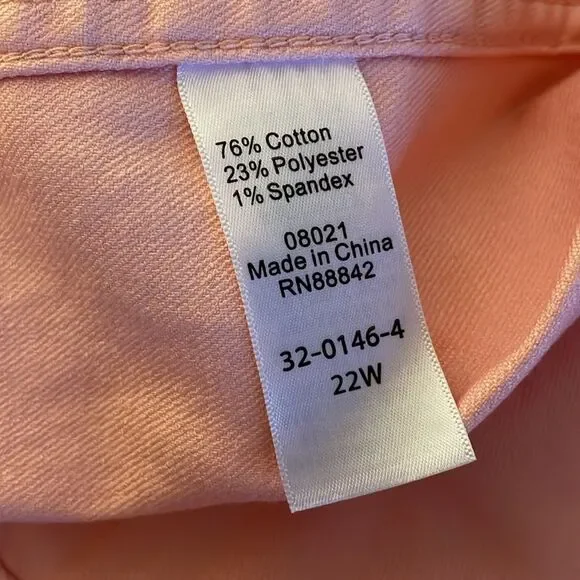 76% Cotton
23% Polyester
1% Spandex
08021
Made in China
RN88842
32-0146-4
22W